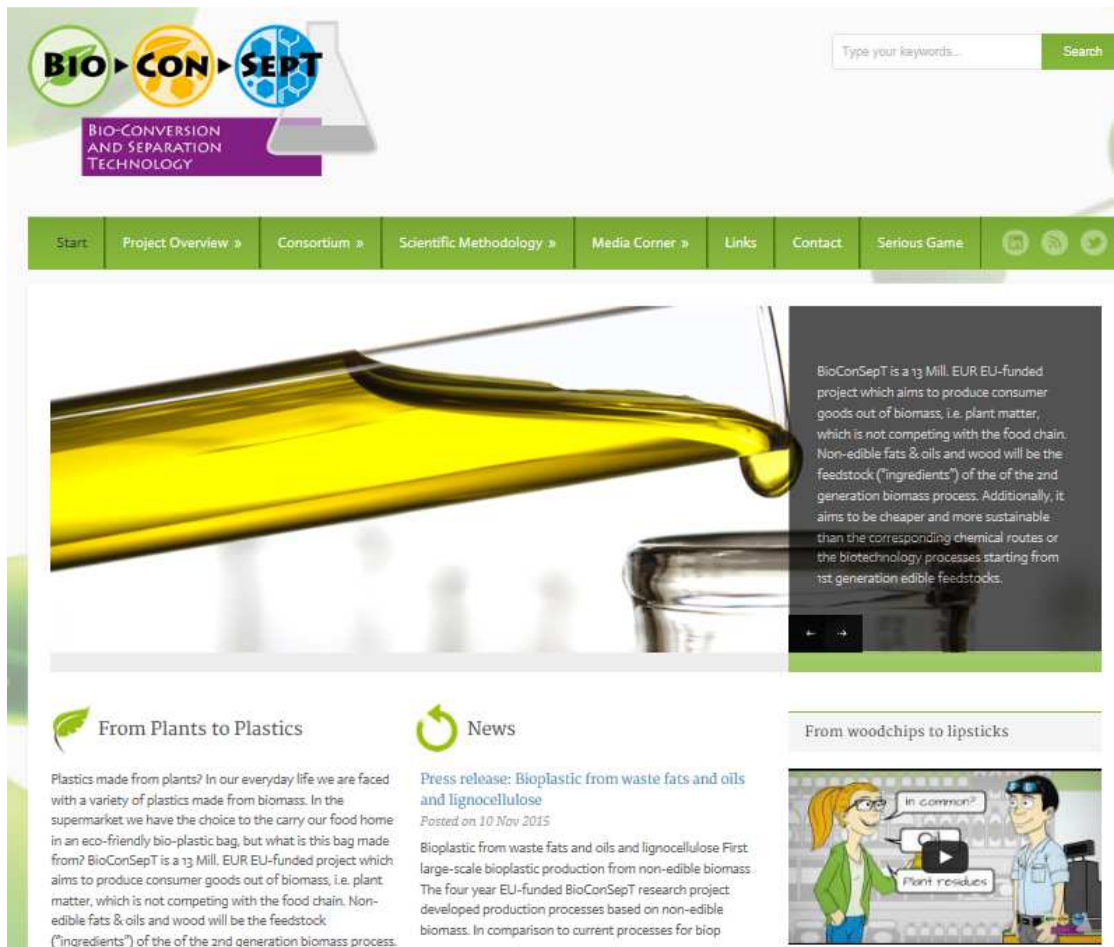 BIO ▸ CON ▸ SEPT
BIO-CONVERSION
AND SEPARATION
TECHNOLOGY
Type your keywords...
Search
Start
Project Overview »
Consortium »
Scientific Methodology »
Media Corner »
Links
Contact
Serious Game
BioConSepT is a 13 Mill. EUR EU-funded
project which aims to produce consumer
goods out of biomass, i.e. plant matter,
which is not competing with the food chain.
Non-edible fats & oils and wood will be the
feedstock ("ingredients") of the of the 2nd
generation biomass process. Additionally, it
aims to be cheaper and more sustainable
than the corresponding chemical routes or
the biotechnology processes starting from
1st generation edible feedstocks.
From Plants to Plastics
Plastics made from plants? In our everyday life we are faced
with a variety of plastics made from biomass. In the
supermarket we have the choice to the carry our food home
in an eco-friendly bio-plastic bag, but what is this bag made
from? BioConSepT is a 13 Mill. EUR EU-funded project which
aims to produce consumer goods out of biomass, i.e. plant
matter, which is not competing with the food chain. Non-
edible fats & oils and wood will be the feedstock
("ingredients") of the of the 2nd generation biomass process.
News
Press release: Bioplastic from waste fats and oils
and lignocellulose
Posted on 10 Nov 2015
Bioplastic from waste fats and oils and lignocellulose First
large-scale bioplastic production from non-edible biomass
The four year EU-funded BioConSepT research project
developed production processes based on non-edible
biomass. In comparison to current processes for biop
From woodchips to lipsticks
In common?
Plant residues